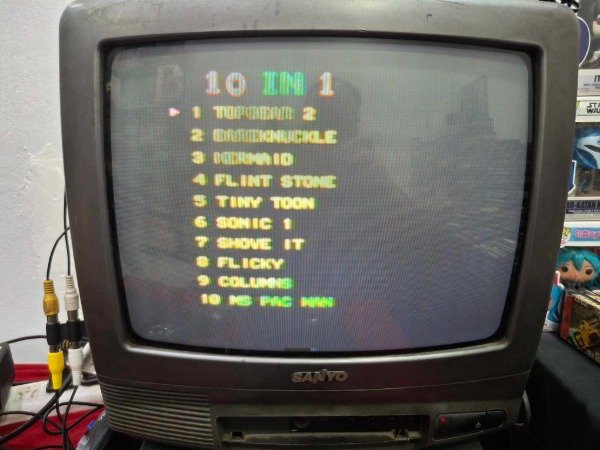 10 IN 1
1 TOPGEAR 2
2 BAREKNUCKLE
3 MERMAID
4 FLINT STONE
5 TINY TOON
6 SONIC 1
7 SHOVE IT
8 FLICKY
9 COLUMNS
10 MS PAC MAN
SANYO